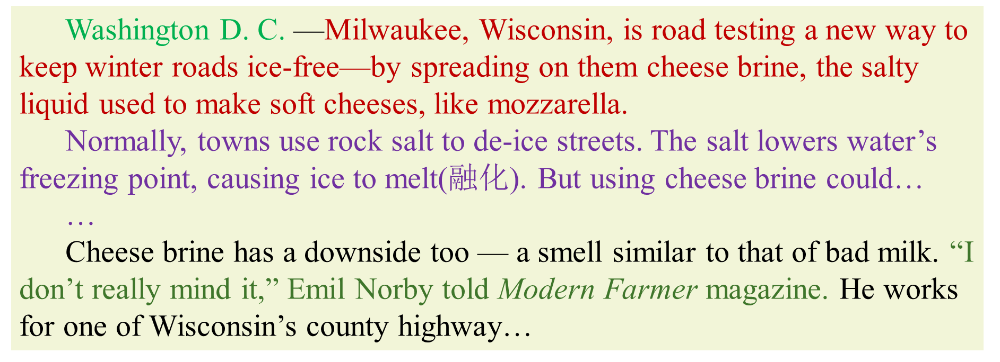 Washington D. C. —Milwaukee, Wisconsin, is road testing a new way to
keep winter roads ice-free—by spreading on them cheese brine, the salty
liquid used to make soft cheeses, like mozzarella.
Normally, towns use rock salt to de-ice streets. The salt lowers water’s
freezing point, causing ice to melt(融化). But using cheese brine could…
…
Cheese brine has a downside too — a smell similar to that of bad milk. “I
don’t really mind it,” Emil Norby told Modern Farmer magazine. He works
for one of Wisconsin’s county highway…